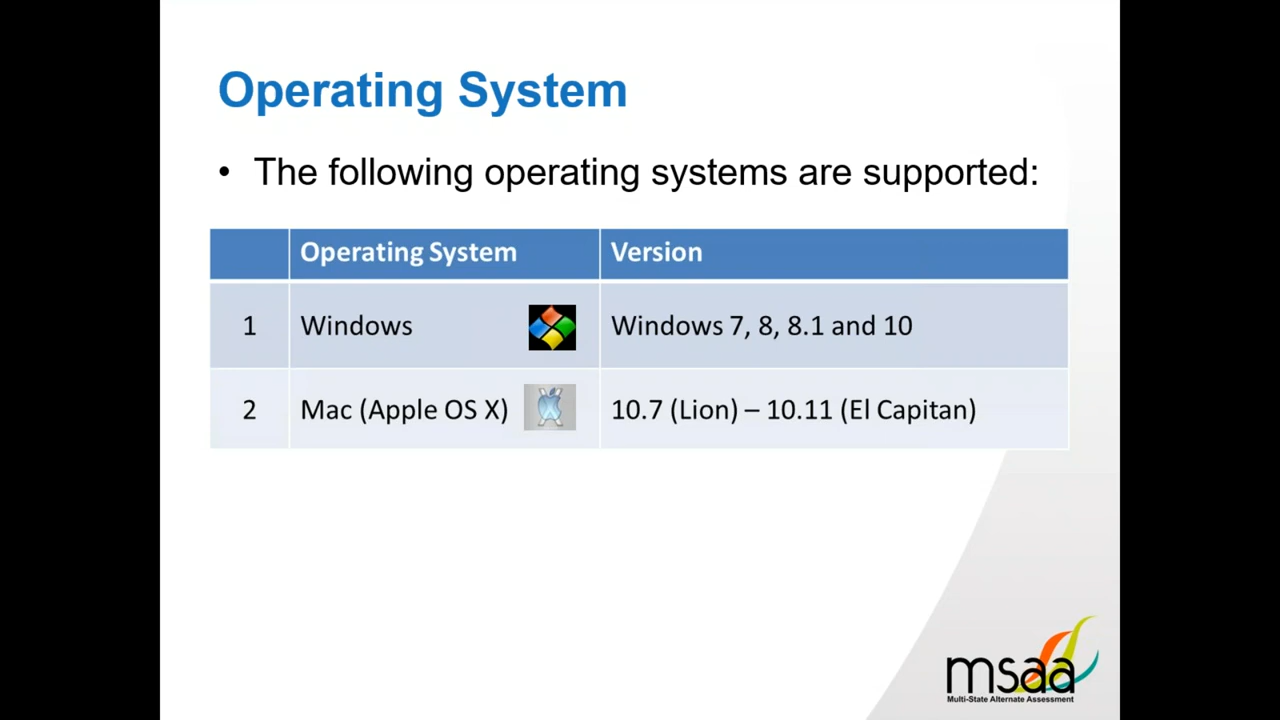 Operating System
• The following operating systems are supported:
Operating System Version
1 Windows Windows 7, 8, 8.1 and 10
2 Mac (Apple OS X) 10.7 (Lion) – 10.11 (El Capitan)
msaa
Multi-State Alternate Assessment